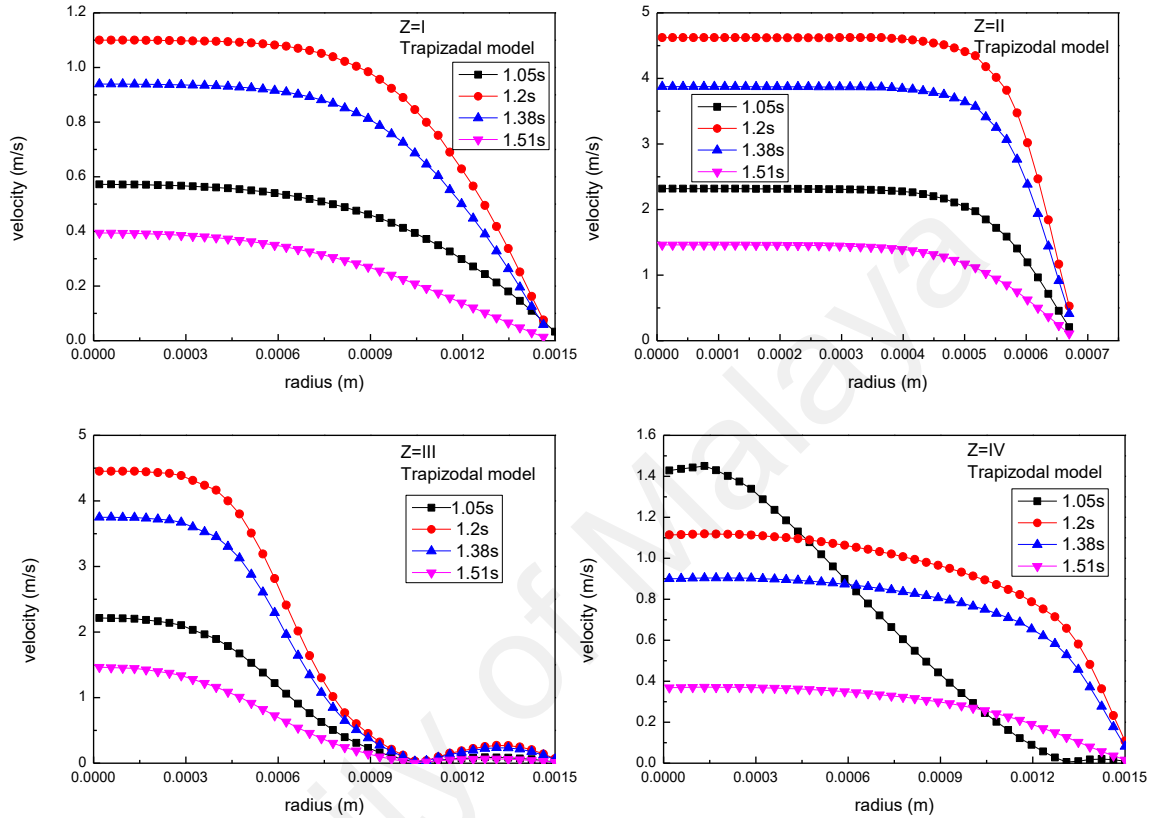 Z=I
Trapizadal model
1.05s
1.2s
1.38s
1.51s
velocity (m/s)
1.2
1.0
0.8
0.6
0.4
0.2
0.0
0.0000 0.0003 0.0006 0.0009 0.0012 0.0015
radius (m)
Z=II
Trapizodal model
1.05s
1.2s
1.38s
1.51s
velocity (m/s)
5
4
3
2
1
0
0.0000 0.0001 0.0002 0.0003 0.0004 0.0005 0.0006 0.0007
radius (m)
Z=III
Trapizodal model
1.05s
1.2s
1.38s
1.51s
velocity (m/s)
5
4
3
2
1
0
0.0000 0.0003 0.0006 0.0009 0.0012 0.0015
radius (m)
Z=IV
Trapizodal model
1.05s
1.2s
1.38s
1.51s
velocity (m/s)
1.6
1.4
1.2
1.0
0.8
0.6
0.4
0.2
0.0
0.0000 0.0003 0.0006 0.0009 0.0012 0.0015
radius (m)
of Malaya